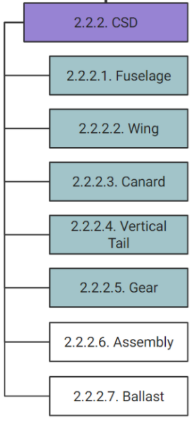 2.2.2. CSD
2.2.2.1. Fuselage
2.2.2.2. Wing
2.2.2.3. Canard
2.2.2.4. Vertical
Tail
2.2.2.5. Gear
2.2.2.6. Assembly
2.2.2.7. Ballast